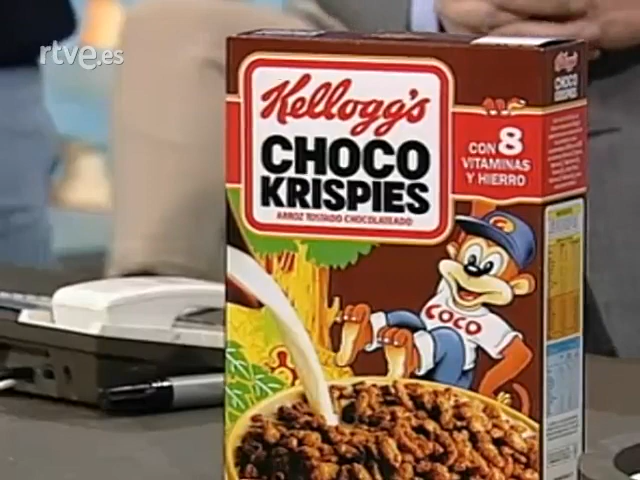 rtve.es
Kellogg's
CHOCO
KRISPIES
ARROZ TOSTADO CHOCOLATEADO
CON 8
VITAMINAS
Y HIERRO
COCO
Kellogg's
CHOCO
KRISPIES